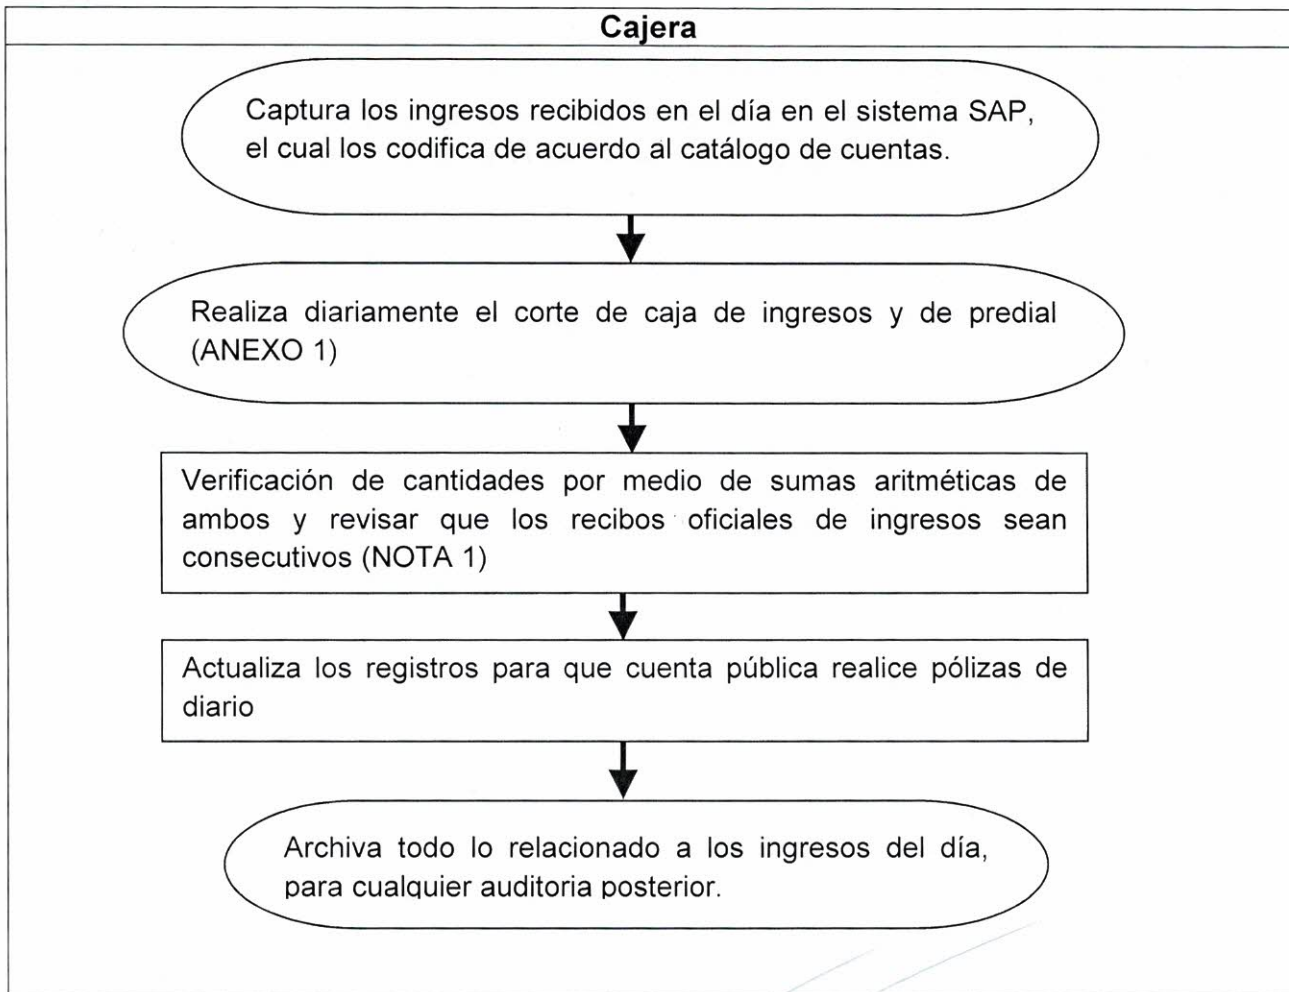 Cajera
Captura los ingresos recibidos en el día en el sistema SAP,
el cual los codifica de acuerdo al catálogo de cuentas.
Realiza diariamente el corte de caja de ingresos y de predial
(ANEXO 1)
Verificación de cantidades por medio de sumas aritméticas de
ambos y revisar que los recibos oficiales de ingresos sean
consecutivos (NOTA 1)
Actualiza los registros para que cuenta pública realice pólizas de
diario
Archiva todo lo relacionado a los ingresos del día,
para cualquier auditoria posterior.